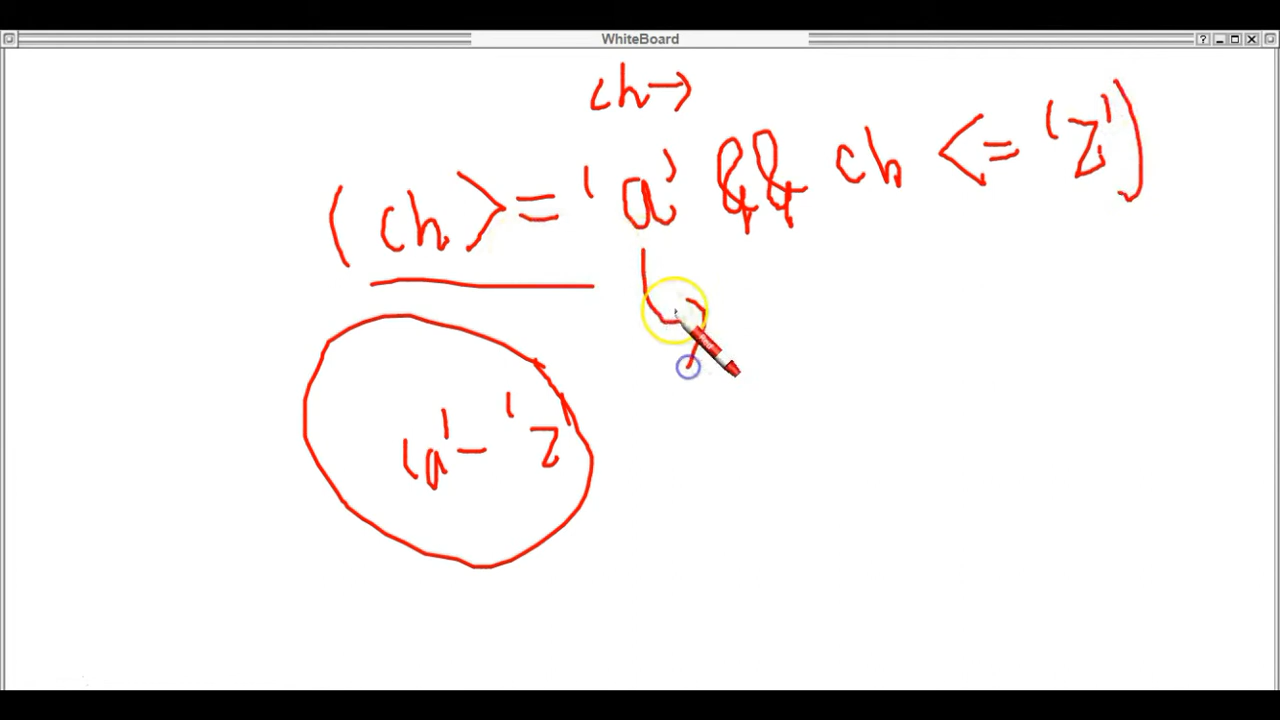 WhiteBoard
ch →
(ch >= 'a' && ch <= 'z')
'a' - 'z'